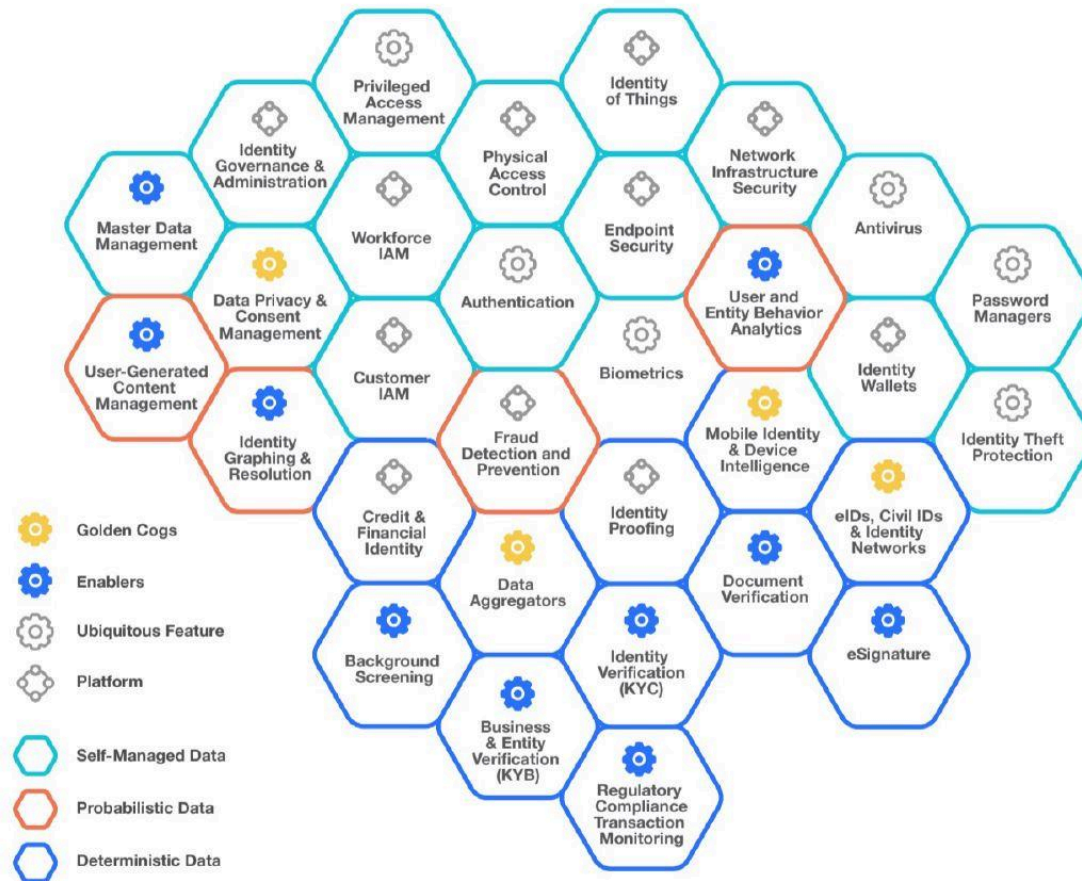 Privileged
Access
Management
Identity
of Things
Identity
Governance &
Administration
Physical
Access
Control
Network
Infrastructure
Security
Master Data
Management
Workforce
IAM
Endpoint
Security
Antivirus
Data Privacy &
Consent
Management
Authentication
User and
Entity Behavior
Analytics
Password
Managers
User-Generated
Content
Management
Customer
IAM
Biometrics
Identity
Wallets
Identity
Graphing &
Resolution
Fraud
Detection and
Prevention
Mobile Identity
& Device
Intelligence
Identity Theft
Protection
Credit &
Financial
Identity
Identity
Proofing
eIDs, Civil IDs
& Identity
Networks
Data
Aggregators
Document
Verification
Background
Screening
Identity
Verification
(KYC)
eSignature
Business
& Entity
Verification
(KYB)
Regulatory
Compliance
Transaction
Monitoring
Golden Cogs
Enablers
Ubiquitous Feature
Platform
Self-Managed Data
Probabilistic Data
Deterministic Data